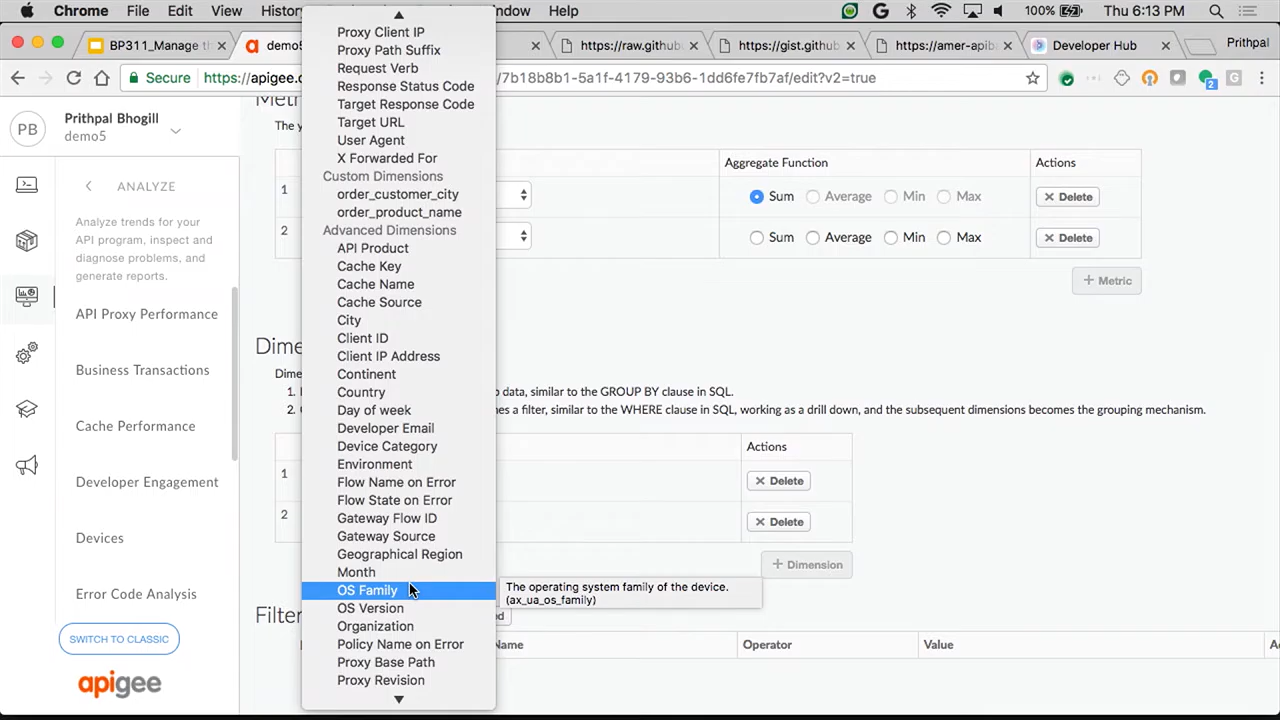 Chrome File Edit View Histor indow Help 100% Thu 6:13 PM
BP311_Manage t demo5 https://raw.github https://gist.github. https://amer-apiba Developer Hub Prithpal
Secure https://apigee.c /7b18b8b1-5a1f-4179-93b6-1dd6fe7fb7af/edit?v2=true
2
PB
Prithpal Bhogill
demo5
ANALYZE
Analyze trends for your
API program, inspect and
diagnose problems, and
generate reports.
API Proxy Performance
Business Transactions
Cache Performance
Developer Engagement
Devices
Error Code Analysis
SWITCH TO CLASSIC
apigee
Proxy Client IP
Proxy Path Suffix
Request Verb
Response Status Code
Target Response Code
Target URL
User Agent
X Forwarded For
Custom Dimensions
order_customer_city
order_product_name
Advanced Dimensions
API Product
Cache Key
Cache Name
Cache Source
City
Client ID
Client IP Address
Continent
Country
Day of week
Developer Email
Device Category
Environment
Flow Name on Error
Flow State on Error
Gateway Flow ID
Gateway Source
Geographical Region
Month
OS Family
OS Version
Organization
Policy Name on Error
Proxy Base Path
Proxy Revision
The operating system family of the device.
(ax_ua_os_family)
Metr
The y
Aggregate Function Actions
1 Sum Average Min Max Delete
2 Sum Average Min Max Delete
+ Metric
Dime
Dime
1. data, similar to the GROUP BY clause in SQL.
2. es a filter, similar to the WHERE clause in SQL, working as a drill down, and the subsequent dimensions becomes the grouping mechanism.
Actions
1 Delete
2 Delete
+ Dimension
Filter ed
Name Operator Value A